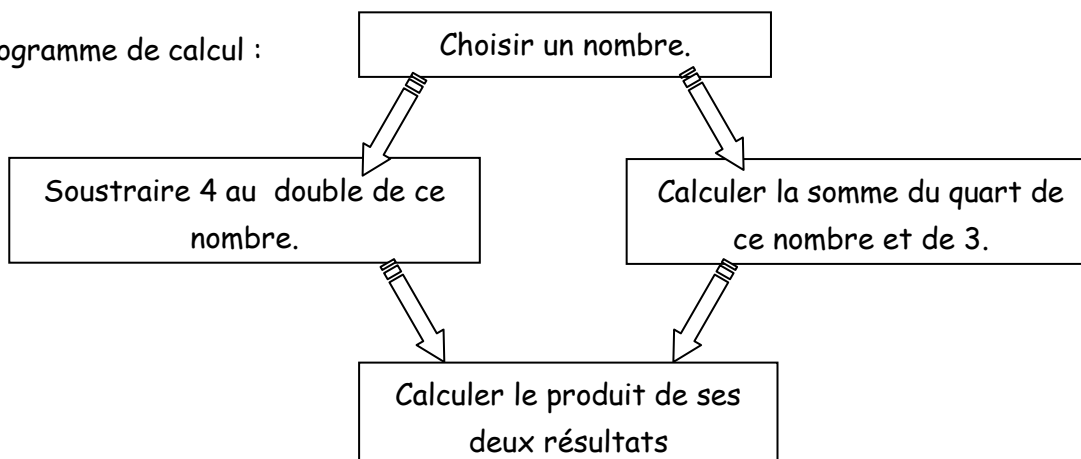 ogramme de calcul :
Choisir un nombre.
Soustraire 4 au double de ce
nombre.
Calculer la somme du quart de
ce nombre et de 3.
Calculer le produit de ses
deux résultats